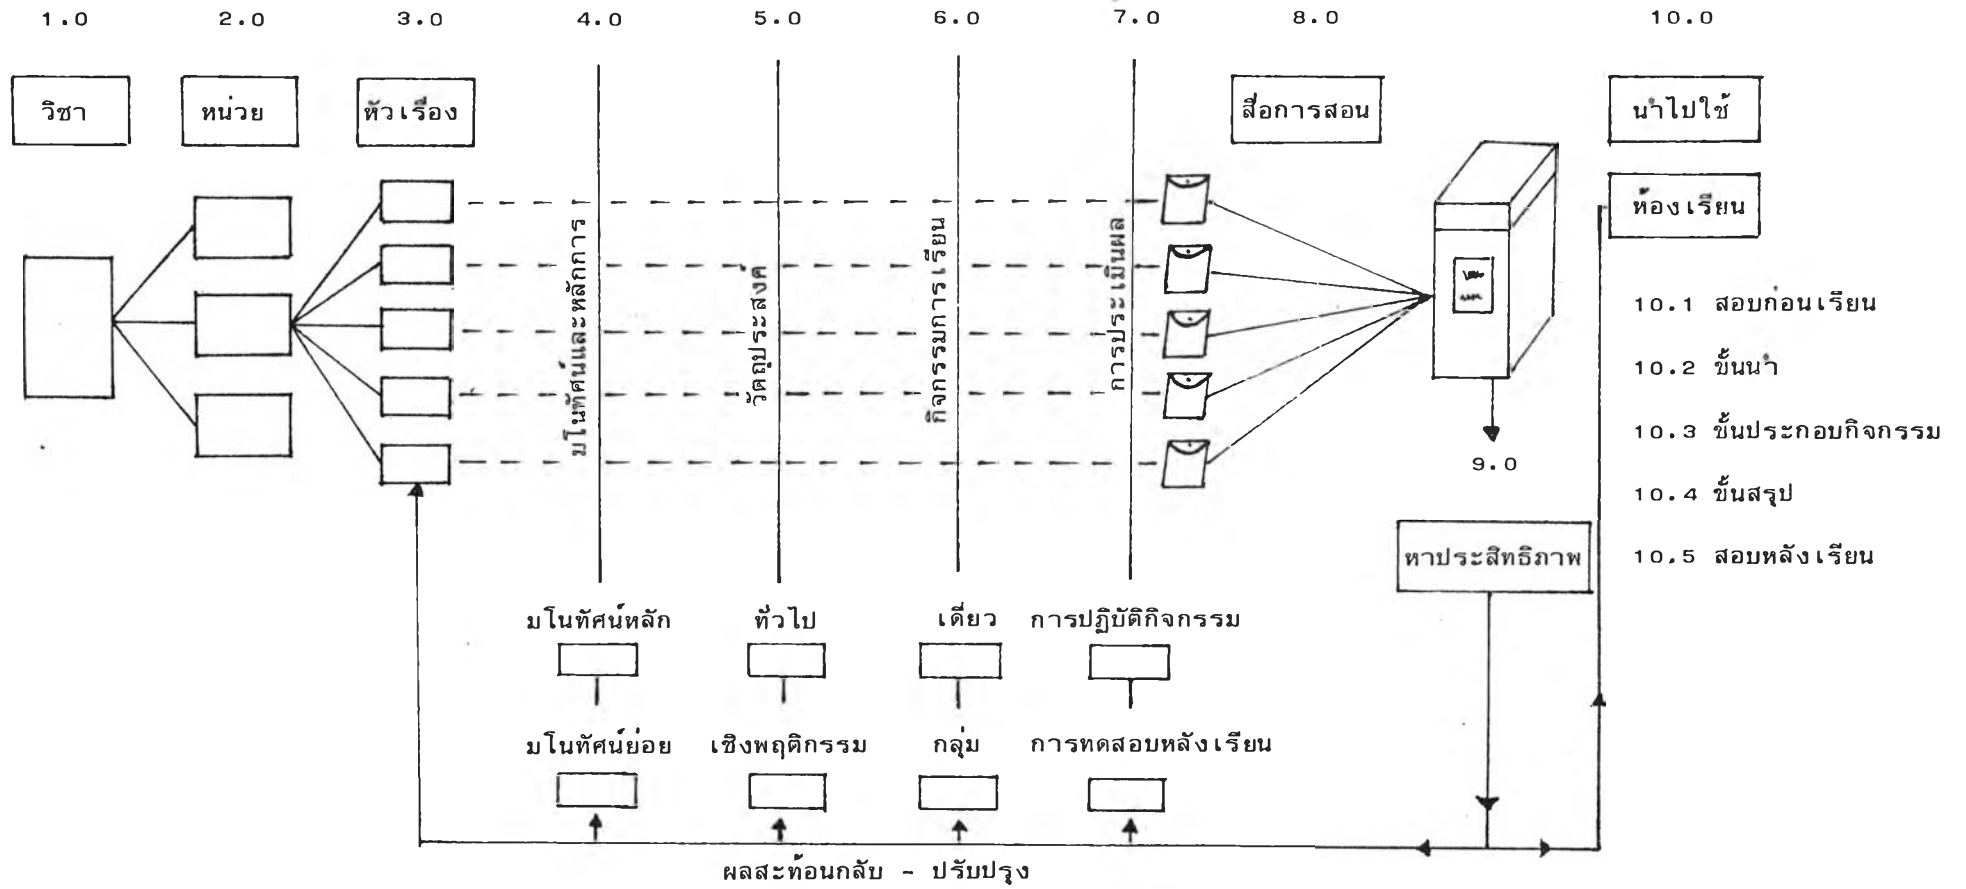 1.0 2.0 3.0 4.0 5.0 6.0 7.0 8.0 10.0
วิชา หน่วย หัวเรื่อง สื่อการสอน นำไปใช้
ห้องเรียน
มโนทัศน์และหลักการ
วัตถุประสงค์
กิจกรรมการเรียน
การประเมินผล
10.1 สอบก่อนเรียน
10.2 ขั้นนำ
10.3 ขั้นประกอบกิจกรรม
9.0
10.4 ขั้นสรุป
หาประสิทธิภาพ
10.5 สอบหลังเรียน
มโนทัศน์หลัก ทั่วไป เดี่ยว การปฏิบัติกิจกรรม
มโนทัศน์ย่อย เชิงพฤติกรรม กลุ่ม การทดสอบหลังเรียน
ผลสะท้อนกลับ - ปรับปรุง